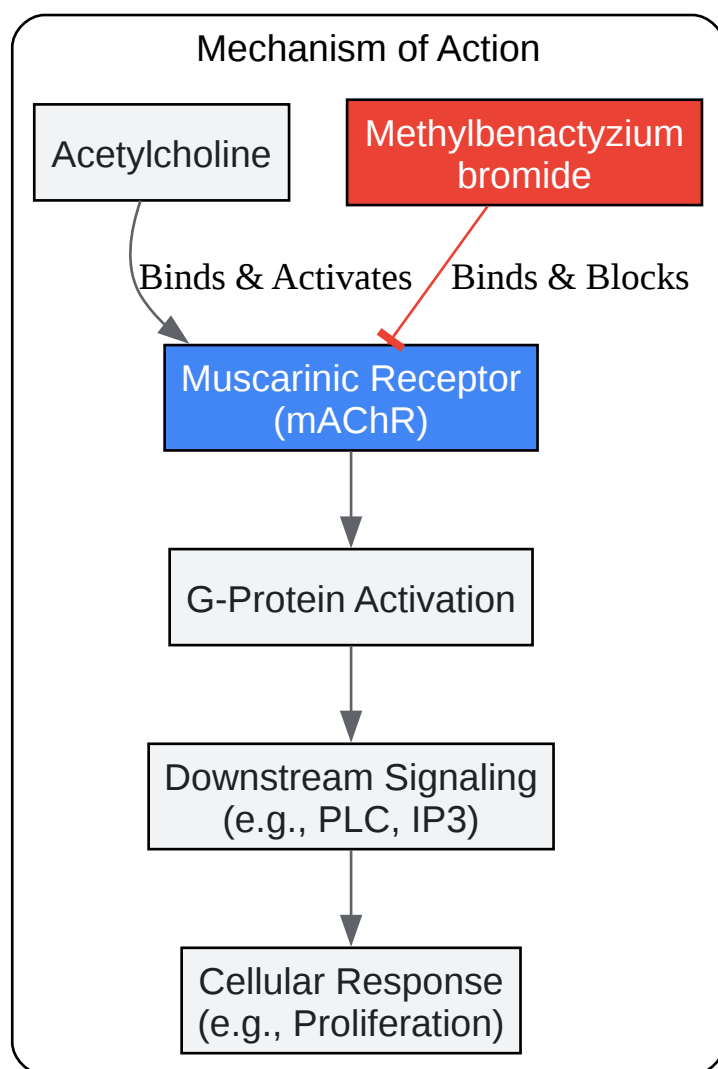 Mechanism of Action
Acetylcholine
Methylbenactyzium
bromide
Binds & Activates
Binds & Blocks
Muscarinic Receptor
(mAChR)
G-Protein Activation
Downstream Signaling
(e.g., PLC, IP3)
Cellular Response
(e.g., Proliferation)